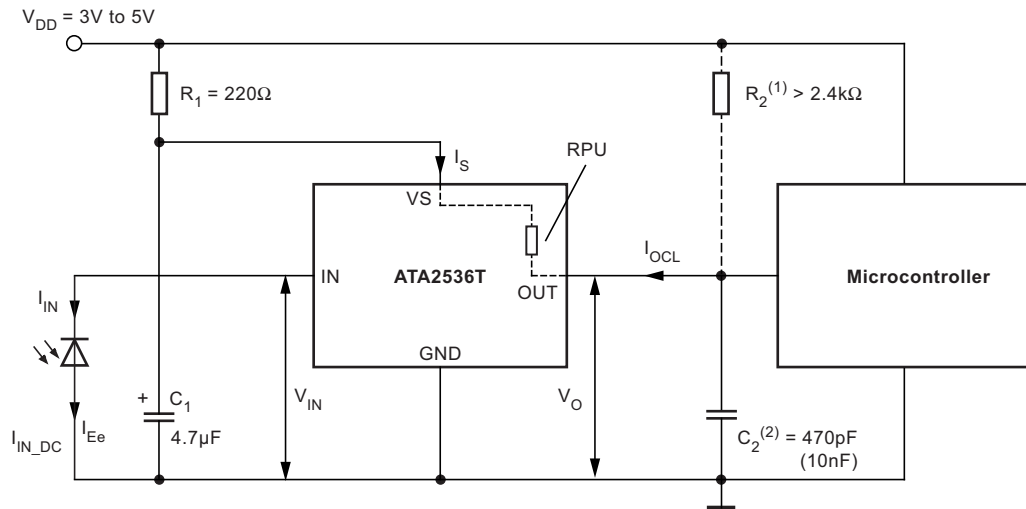 V_DD = 3V to 5V
R_1 = 220Ω
R_2^(1) > 2.4kΩ
I_S
RPU
VS
IN
ATA2536T
OUT
I_OCL
Microcontroller
I_IN
GND
V_IN
V_O
+ C_1
4.7µF
I_Ee
I_IN_DC
C_2^(2) = 470pF
(10nF)